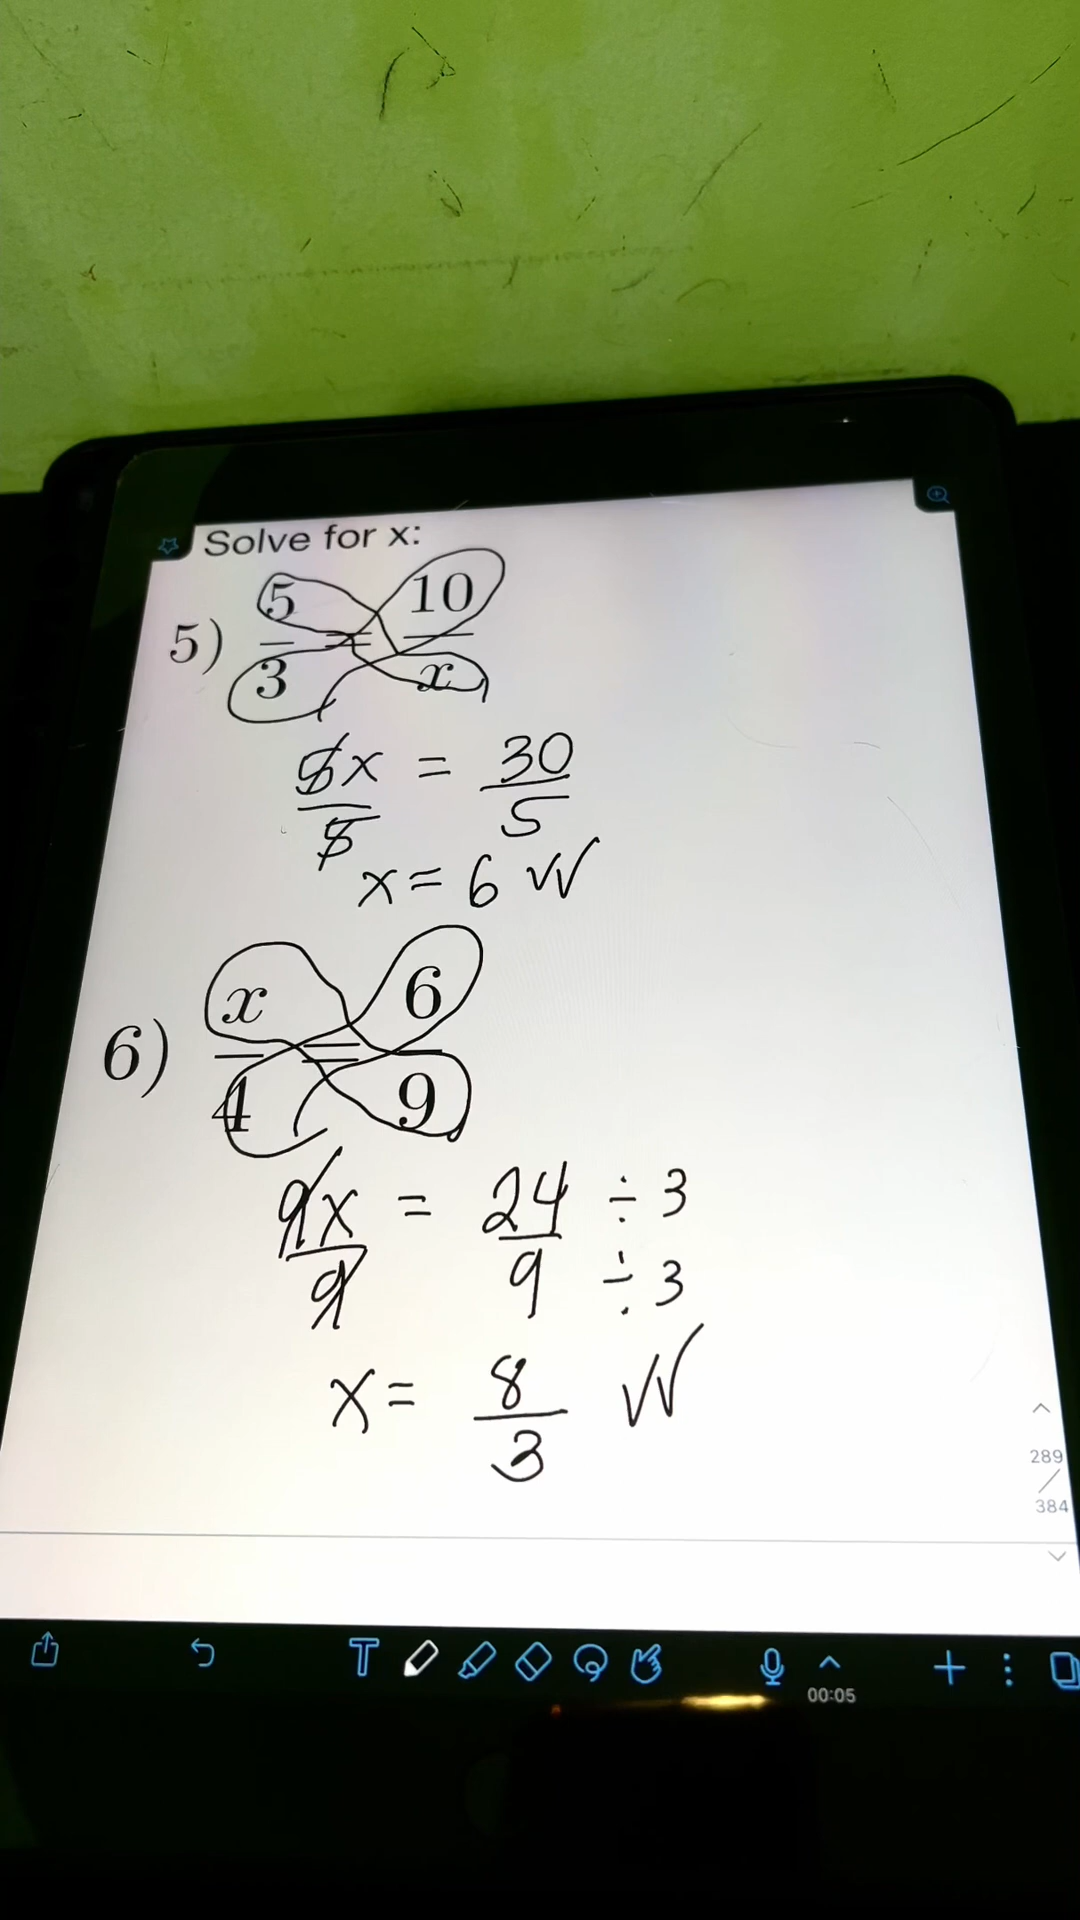 Solve for x:
5) 5/3 = 10/x
5x/5 = 30/5
x = 6 √√
6) x/4 = 6/9
9x/9 = 24/9 ÷ 3 ÷ 3
x = 8/3 √√
289
/
384
T
00:05